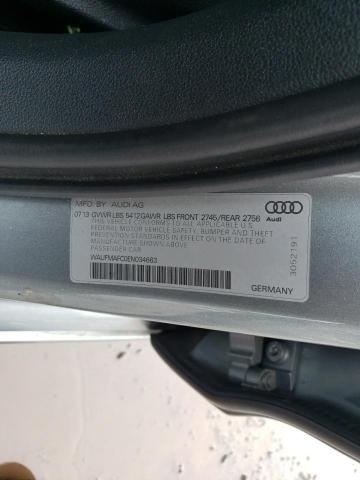 MFD. BY AUDI AG
07 13 GVWR LBS 5412GAWR LBS FRONT 2745/REAR 2756
THIS VEHICLE CONFORMS TO ALL APPLICABLE U.S
FEDERAL MOTOR VEHICLE SAFETY, BUMPER AND THEFT
PREVENTION STANDARDS IN EFFECT ON THE DATE OF
MANUFACTURE SHOWN ABOVE
PASSENGER CAR
WAUFMAFC0EN034663
Audi
3052191
GERMANY